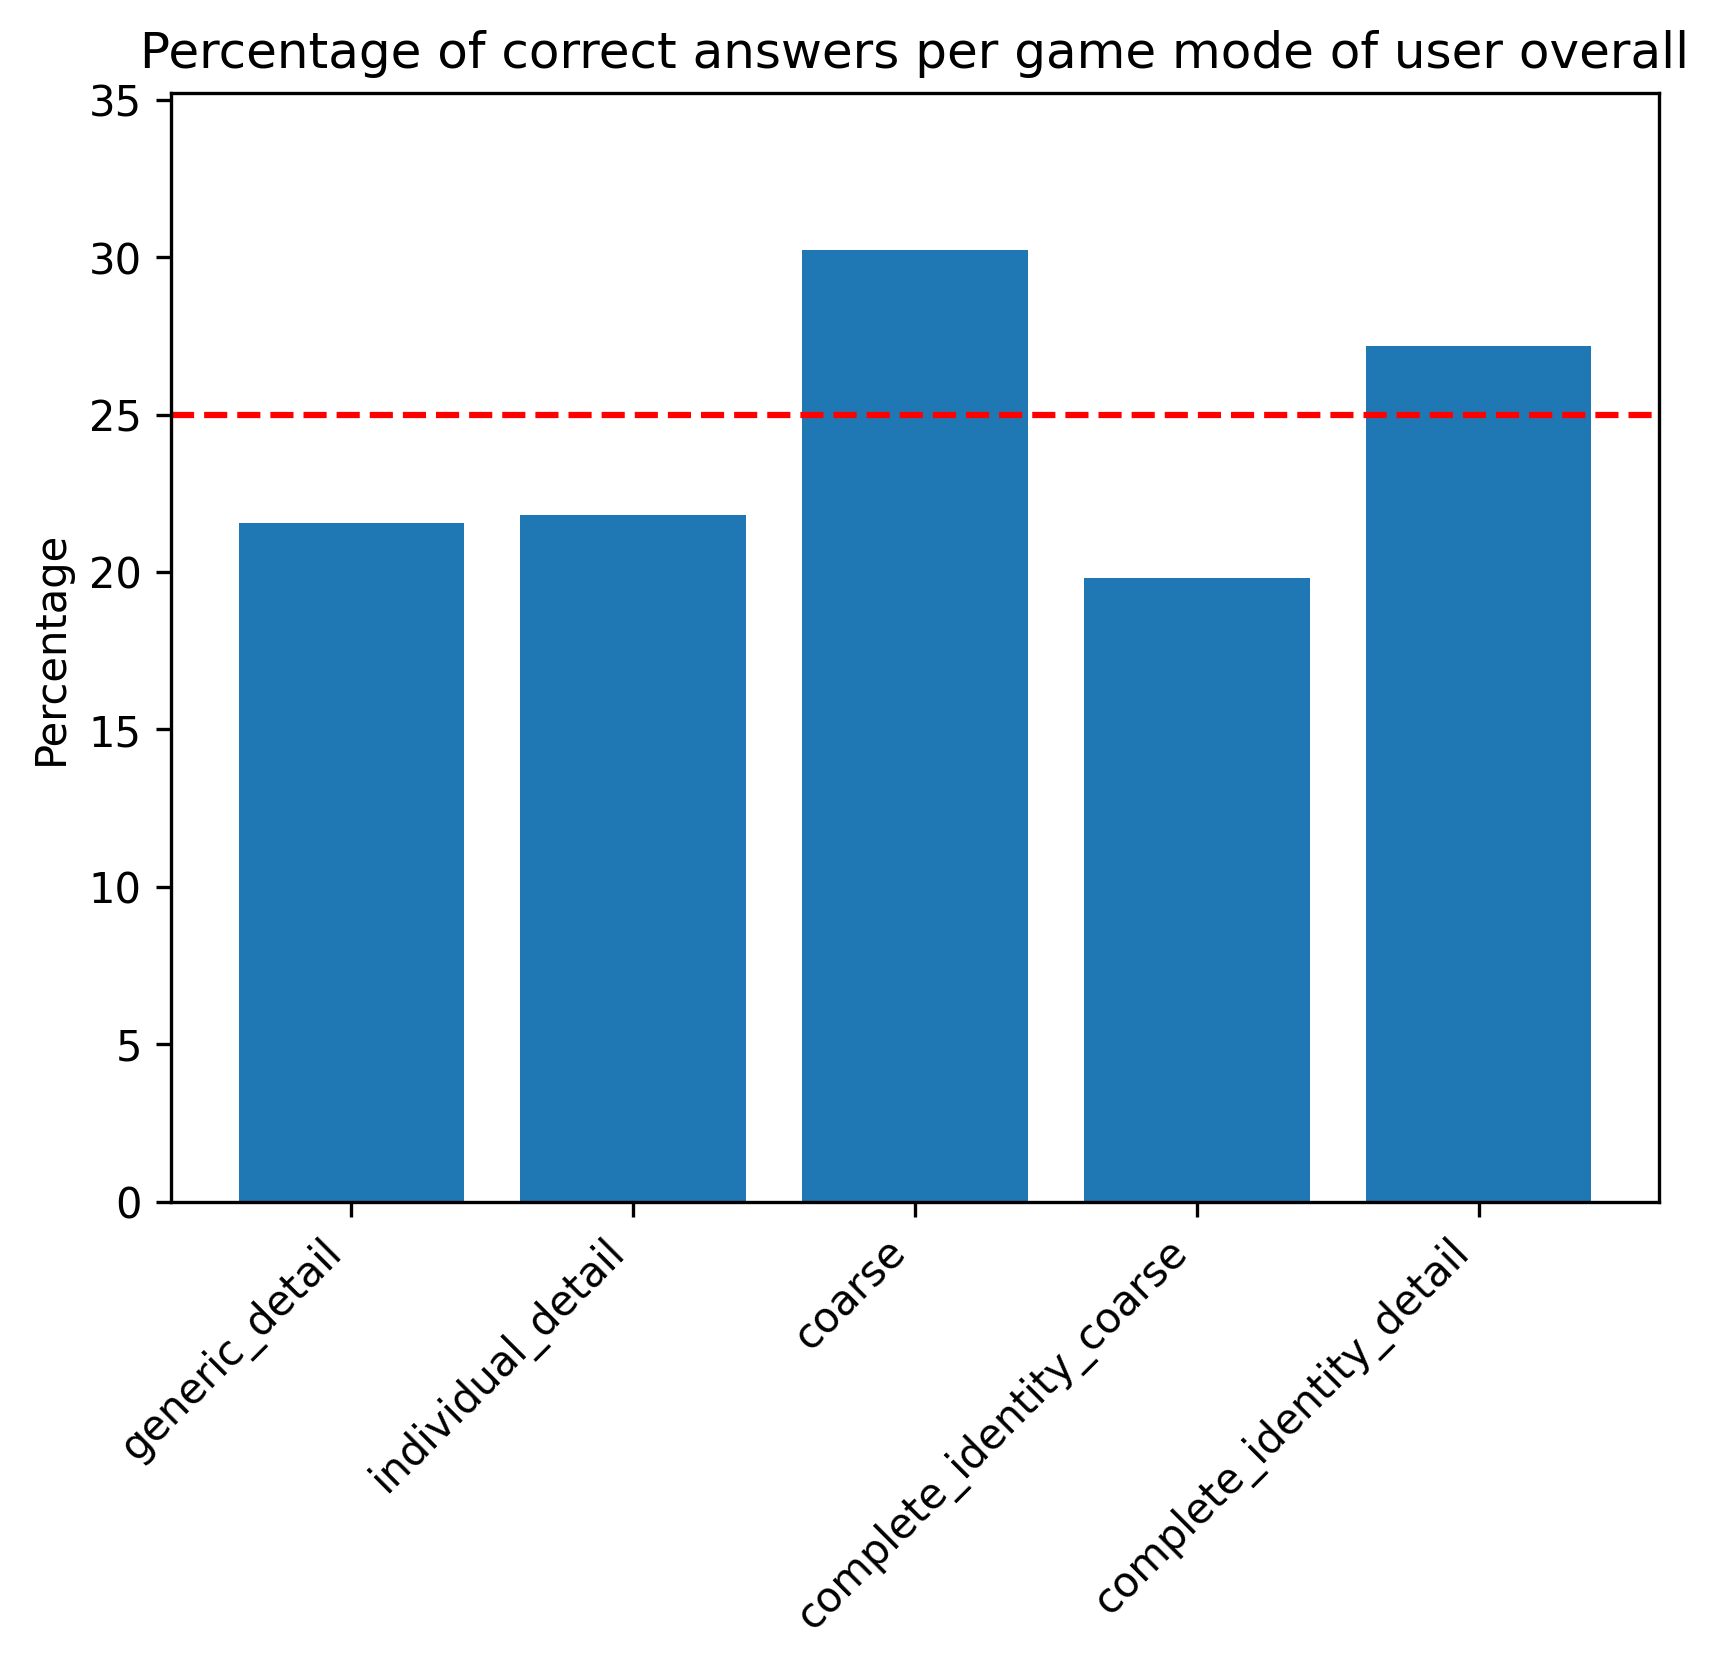 Percentage of correct answers per game mode of user overall
35
30
25
20
15
10
5
0
Percentage
generic_detail
individual_detail
coarse
complete_identity_coarse
complete_identity_detail